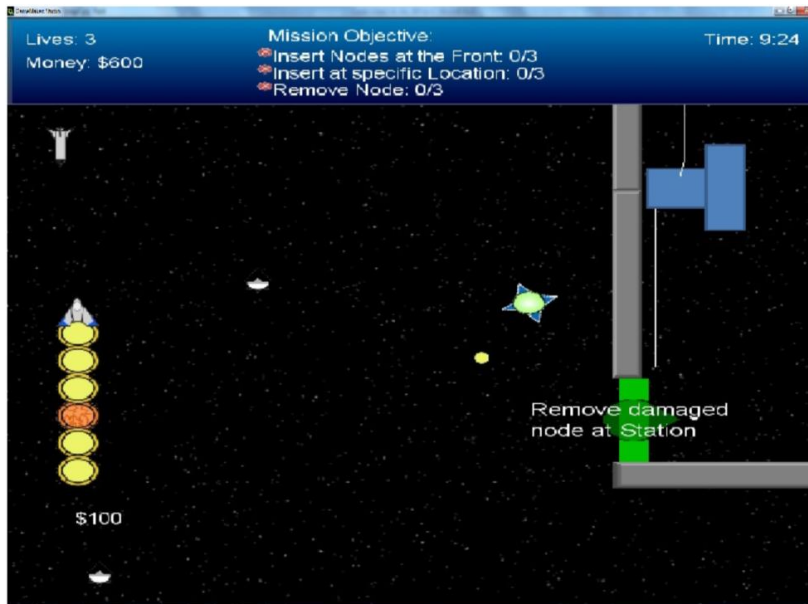 Lives: 3
Money: $600
Mission Objective:
Insert Nodes at the Front: 0/3
Insert at specific Location: 0/3
Remove Node: 0/3
Time: 9:24
Remove damaged
node at Station
$100